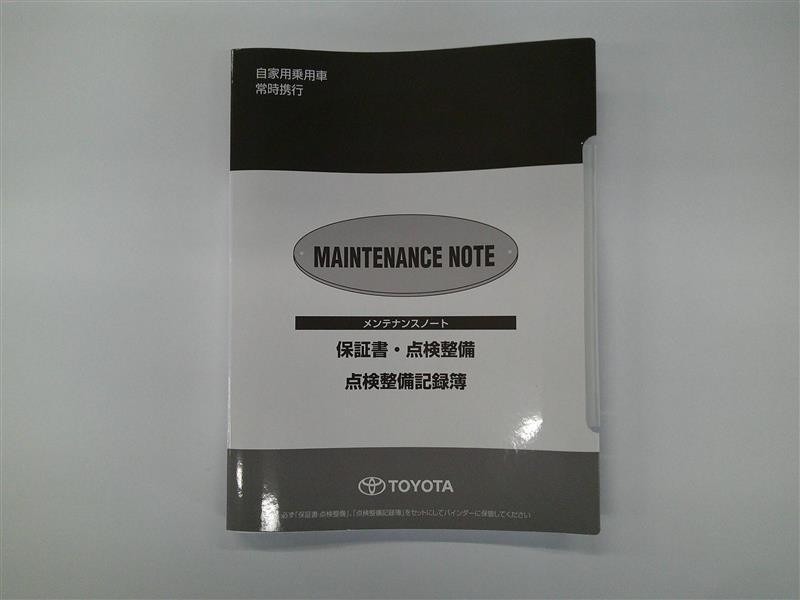 自家用乗用車
常時携行
MAINTENANCE NOTE
メンテナンスノート
保証書・点検整備
点検整備記録簿
TOYOTA
必ず「保証書・点検整備」、「点検整備記録簿」をセットにしてバインダーに保管してください